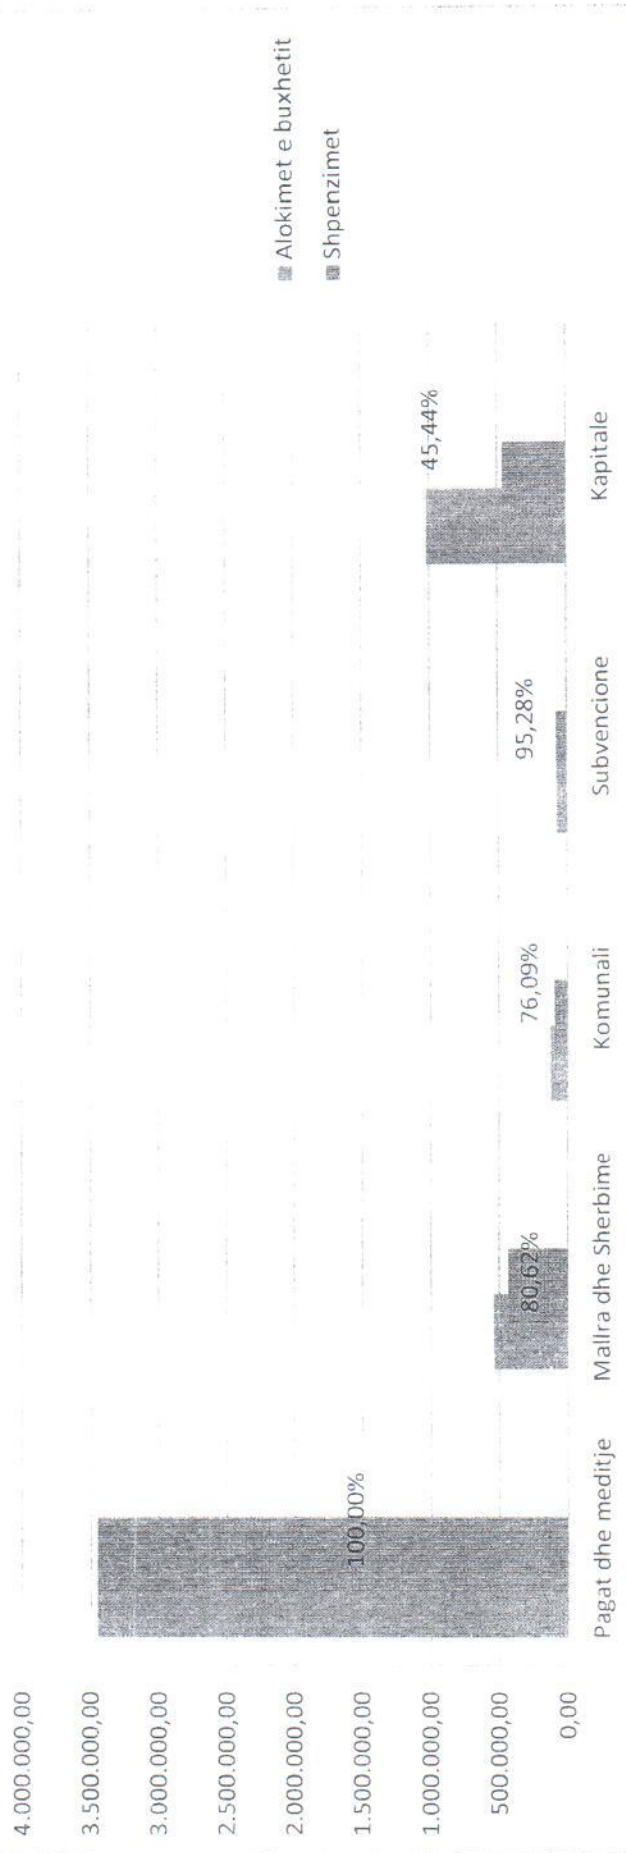 4.000.000,00
3.500.000,00
3.000.000,00
2.500.000,00
2.000.000,00
1.500.000,00
1.000.000,00
500.000,00
0,00
100,00%
80,62%
76,09%
95,28%
45,44%
Pagat dhe meditje
Mallra dhe Sherbime
Komunali
Subvencione
Kapitale
Alokimet e buxhetit
Shpenzimet